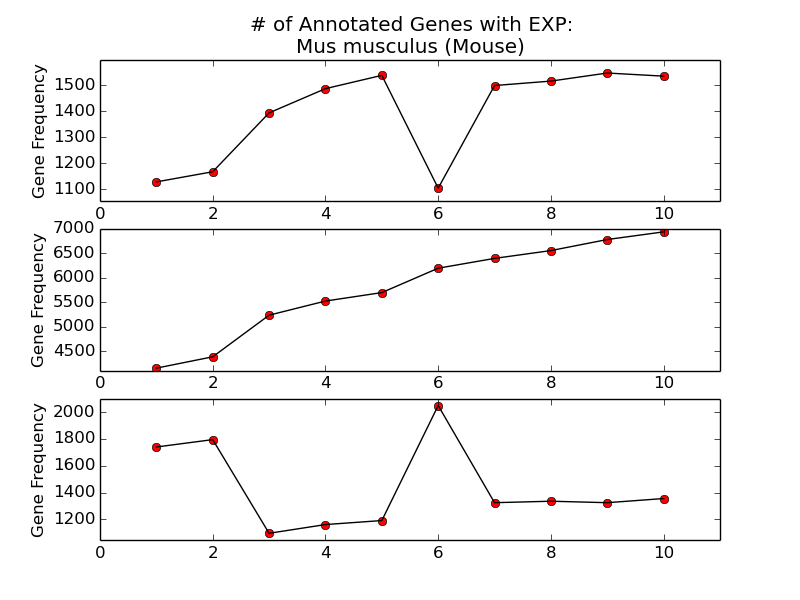 # of Annotated Genes with EXP:
Mus musculus (Mouse)
Gene Frequency
1500
1400
1300
1200
1100
0 2 4 6 8 10
Gene Frequency
7000
6500
6000
5500
5000
4500
0 2 4 6 8 10
Gene Frequency
2000
1800
1600
1400
1200
0 2 4 6 8 10